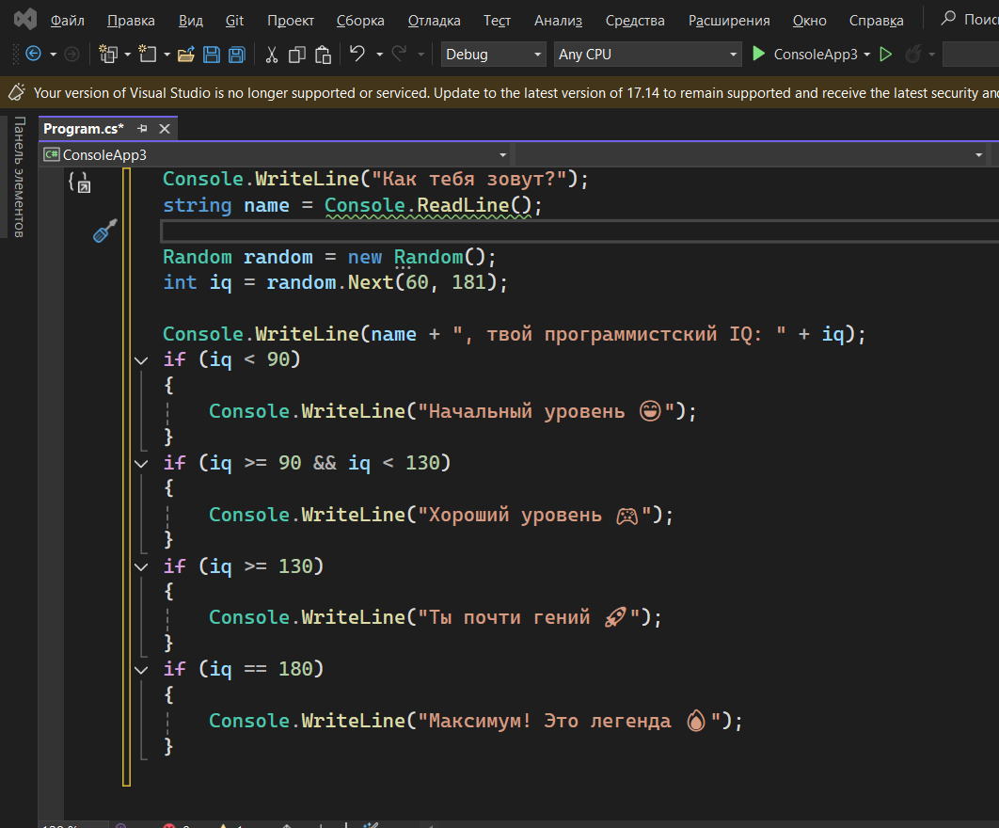 Файл Правка Вид Git Проект Сборка Отладка Тест Анализ Средства Расширения Окно Справка
Debug Any CPU ConsoleApp3
Your version of Visual Studio is no longer supported or serviced. Update to the latest version of 17.14 to remain supported and receive the latest security
Панель элементов
Program.cs*
C# ConsoleApp3
Console.WriteLine("Как тебя зовут?");
string name = Console.ReadLine();
Random random = new Random();
int iq = random.Next(60, 181);
Console.WriteLine(name + ", твой программистский IQ: " + iq);
if (iq < 90)
{
Console.WriteLine("Начальный уровень 😄");
}
if (iq >= 90 && iq < 130)
{
Console.WriteLine("Хороший уровень 🎮");
}
if (iq >= 130)
{
Console.WriteLine("Ты почти гений 🚀");
}
if (iq == 180)
{
Console.WriteLine("Максимум! Это легенда 🔥");
}